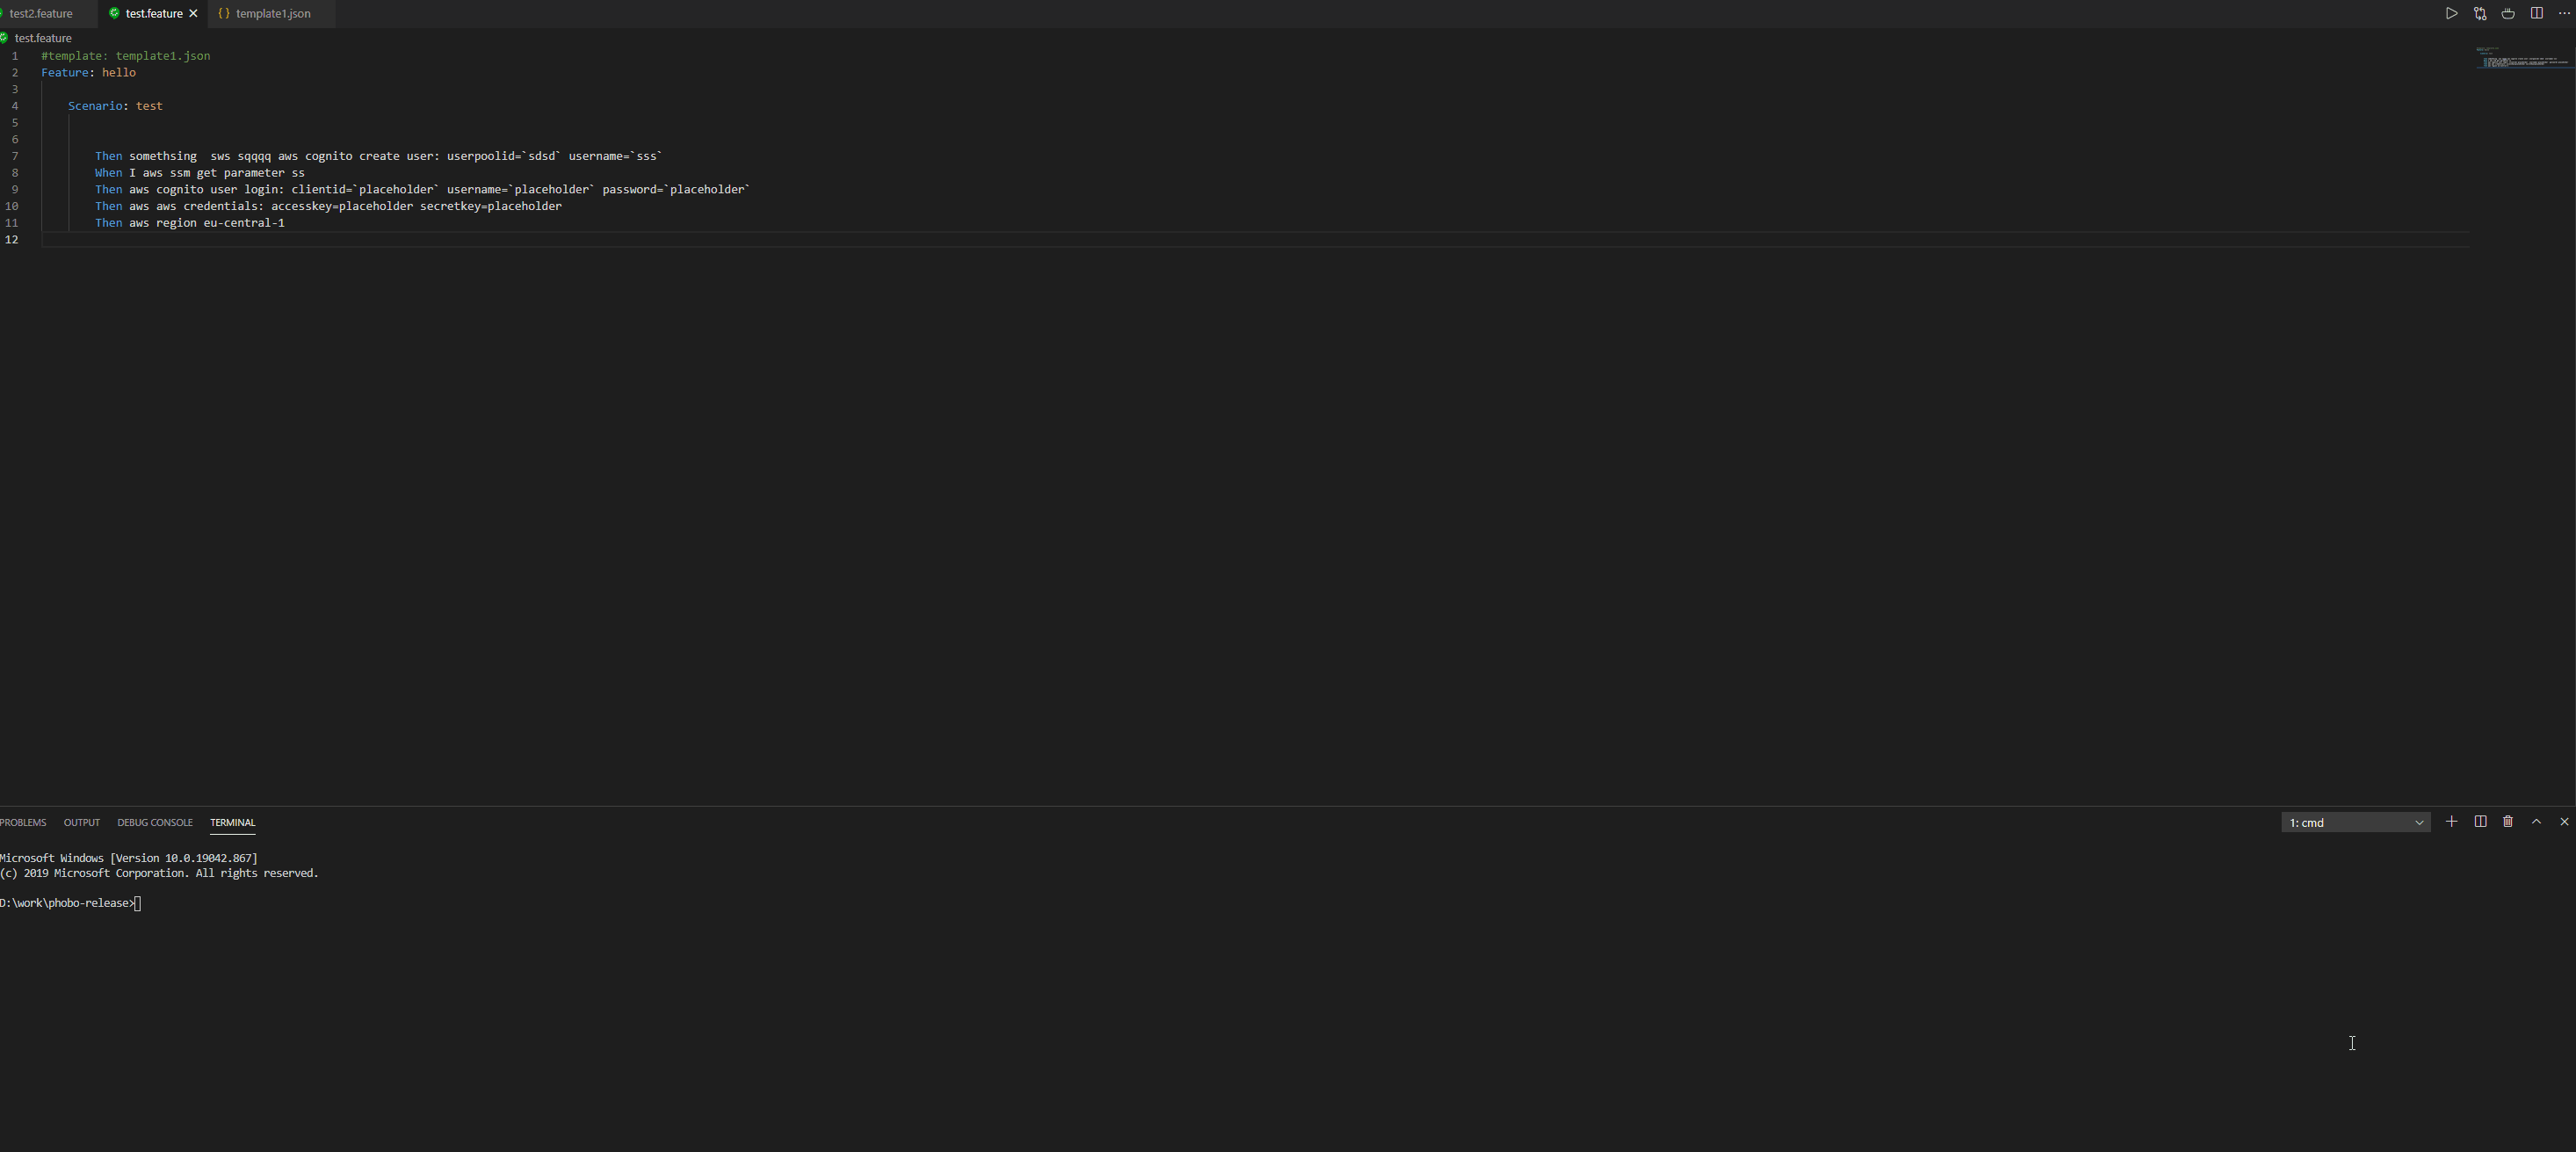 test2.feature test.feature template1.json
test.feature
1 #template: template1.json
2 Feature: hello
3
4 Scenario: test
5
6
7 Then somethsing  sws sqqqq aws cognito create user: userpoolid=`sdsd` username=`sss`
8 When I aws ssm get parameter ss
9 Then aws cognito user login: clientid=`placeholder` username=`placeholder` password=`placeholder`
10 Then aws aws credentials: accesskey=placeholder secretkey=placeholder
11 Then aws region eu-central-1
12
PROBLEMS OUTPUT DEBUG CONSOLE TERMINAL 1: cmd
Microsoft Windows [Version 10.0.19042.867]
(c) 2019 Microsoft Corporation. All rights reserved.
D:\work\phobo-release>